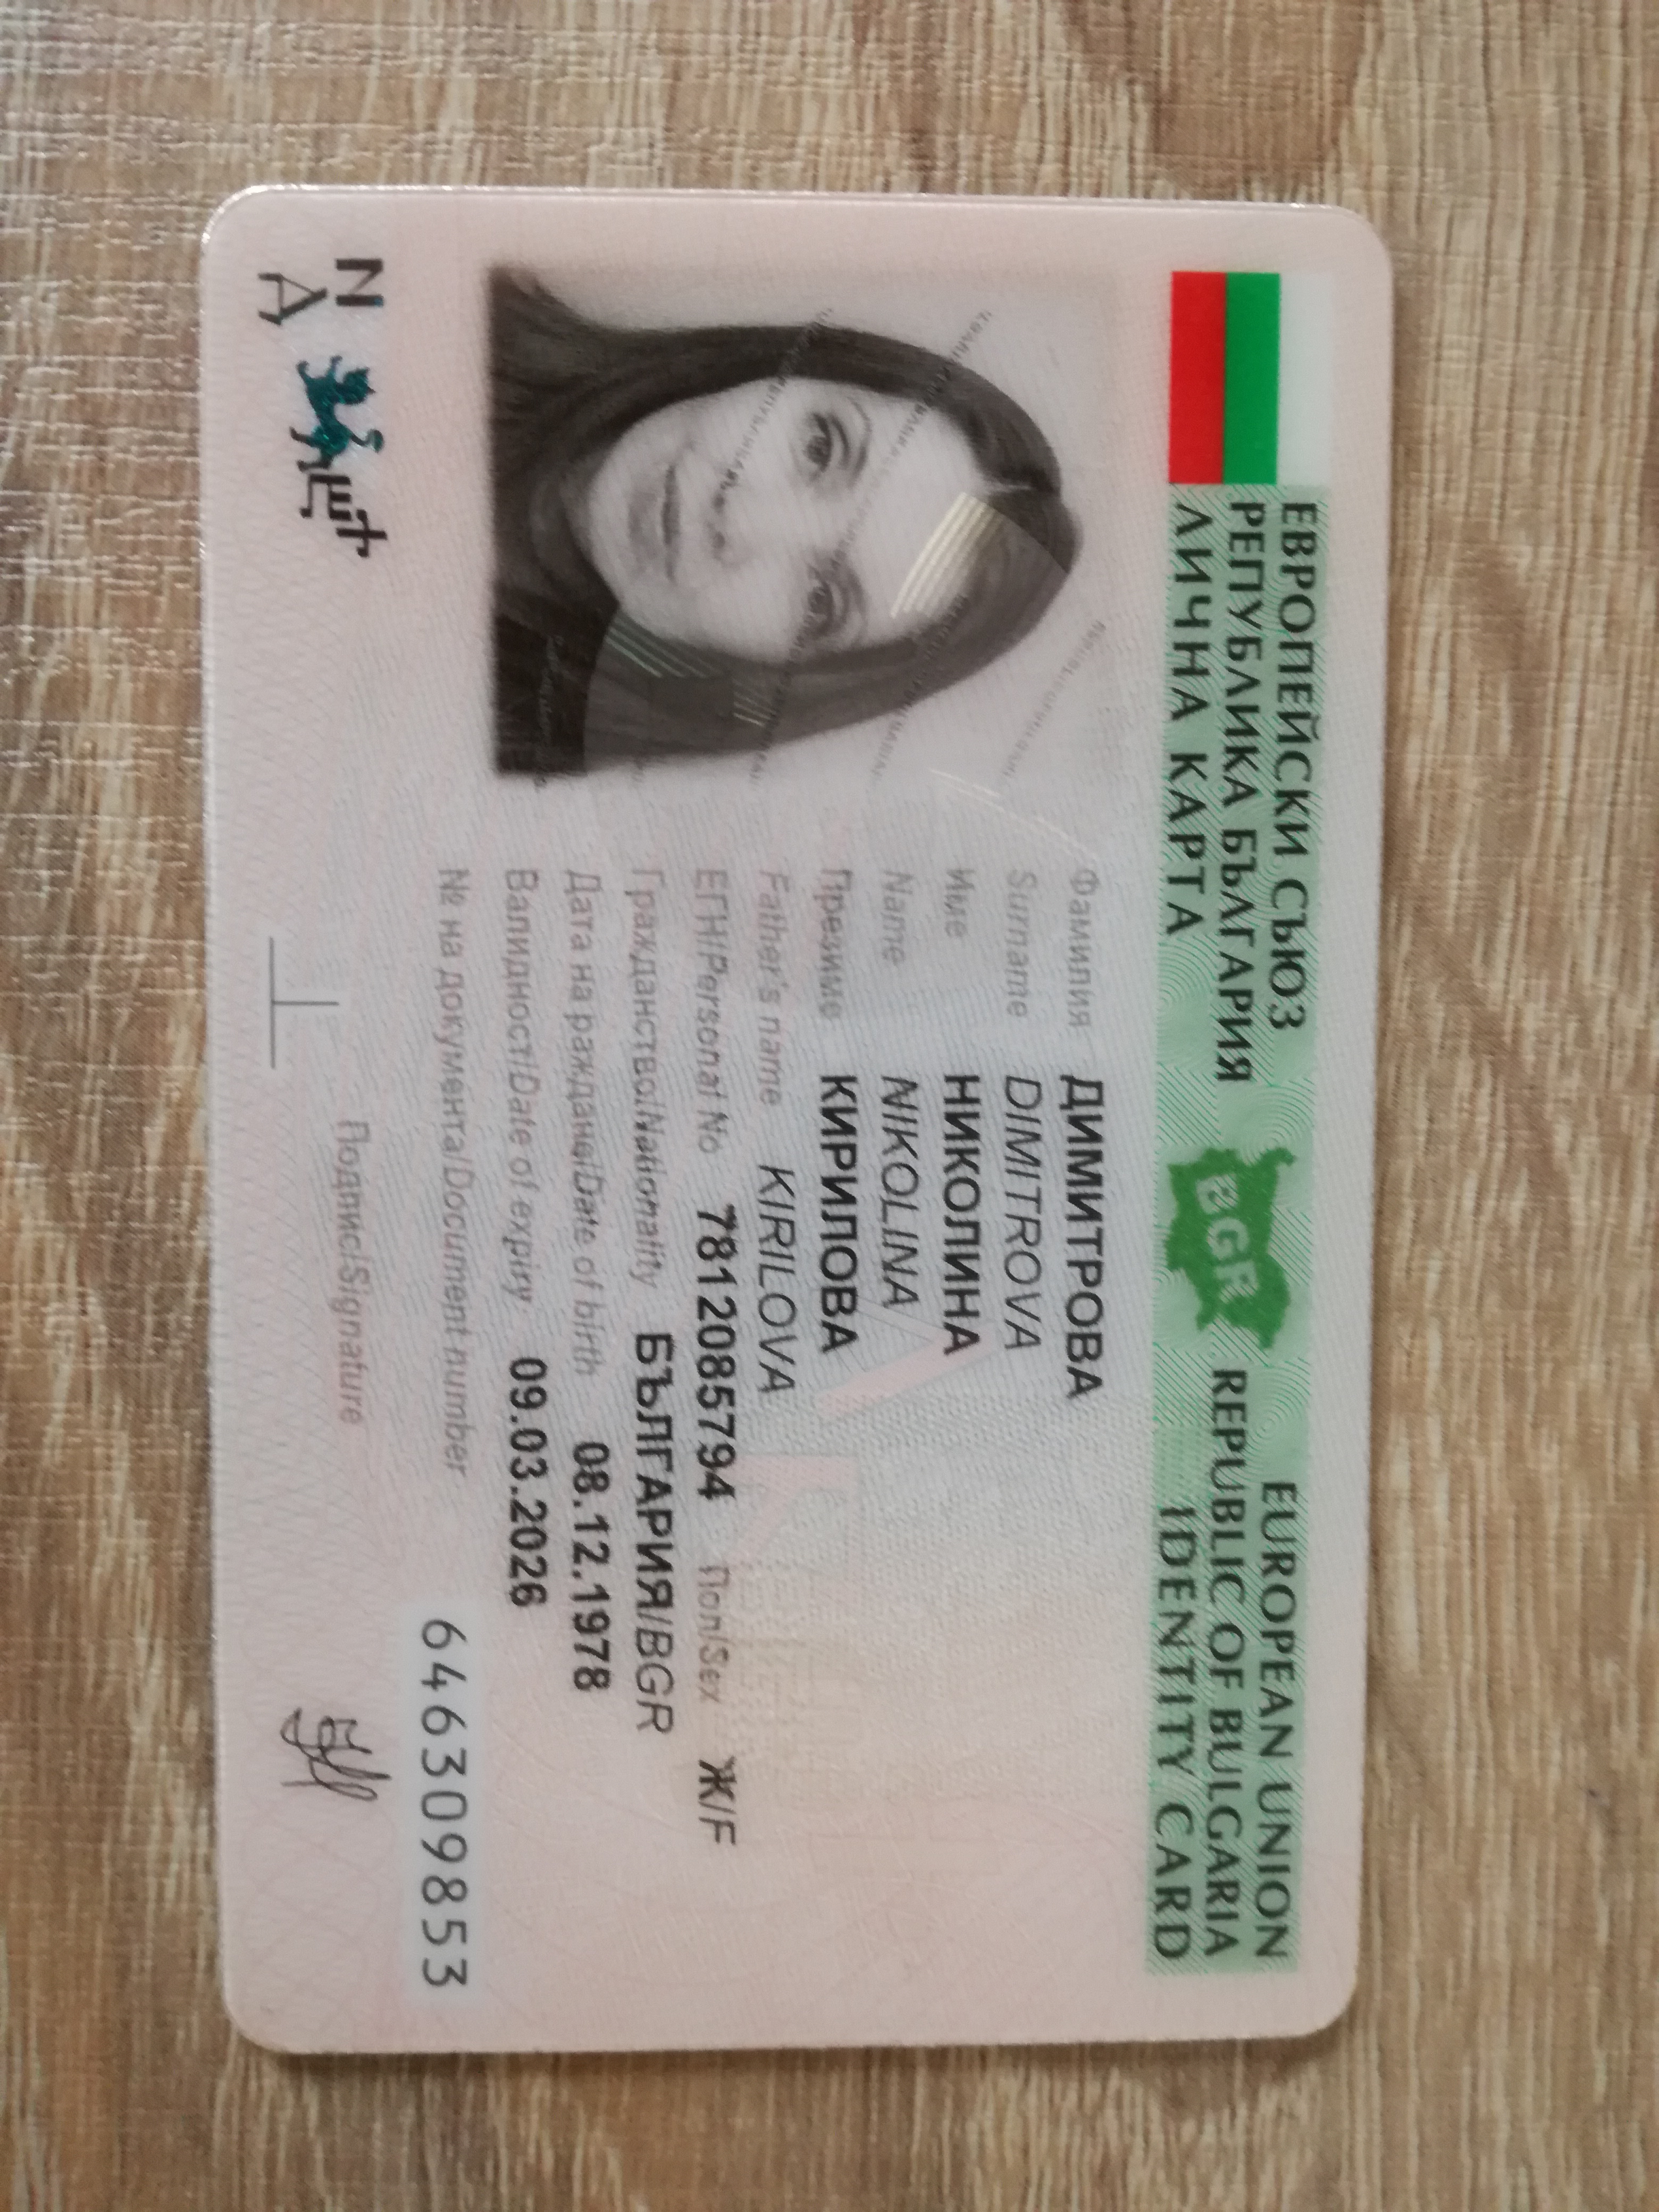 ЕВРОПЕЙСКИ СЪЮЗ
РЕПУБЛИКА БЪЛГАРИЯ
ЛИЧНА КАРТА
BGR
EUROPEAN UNION
REPUBLIC OF BULGARIA
IDENTITY CARD
Фамилия ДИМИТРОВА
Surname DIMITROVA
Име НИКОЛИНА
Name NIKOLINA
Презиме КИРИЛОВА
Father's name KIRILOVA
ЕГН/Personal No 7812085794 Пол/Sex Ж/F
Гражданство/Nationality БЪЛГАРИЯ/BGR
Дата на раждане/Date of birth 08.12.1978
Валидност/Date of expiry 09.03.2026
№ на документа/Document number 646309853
Подпис/Signature